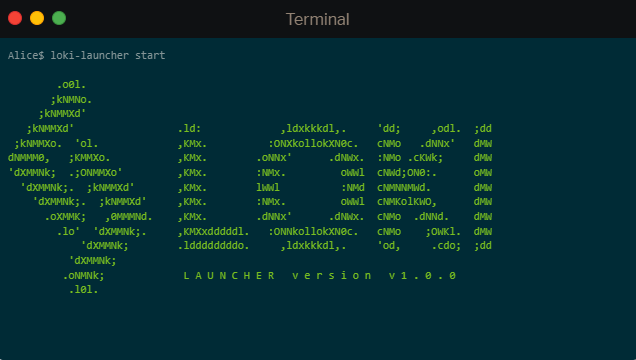 Terminal
Alice$ loki-launcher start
.o0l.
;kNMNo.
;kNMMXd'
;kNMMXd' .ld: ,ldxkkkdl,. 'dd; ,odl. ;dd
;kNMMXo. 'ol. ,KMx. :ONXkollokXN0c. cNMo .dNNx' dMW
dNMMM0, ;KMMXo. ,KMx. .oNNx' .dNWx. :NMo .cKWk; dMW
'dXMMNk; .;ONMMXo' ,KMx. :NMx. oWWl cNWd;ON0:. oMW
'dXMMNk;. ;kNMMXd' ,KMx. lWWl :NMd cNMNNMWd. dMW
'dXMMNk;. ;kNMMXd' ,KMx. :NMx. oWWl cNMKolKWO, dMW
.oXMMK; ,0MMMNd. ,KMx. .dNNx' .dNWx. cNMo .dNNd. dMW
.lo' 'dXMMNk;. ,KMXxdddddl. :ONNkollokXN0c. cNMo ;OWKl. dMW
'dXMMNk; .lddddddddo. ,ldxkkkdl,. 'od, .cdo; ;dd
'dXMMNk;
.oNMNk; L A U N C H E R v e r s i o n v 1 . 0 . 0
.l0l.